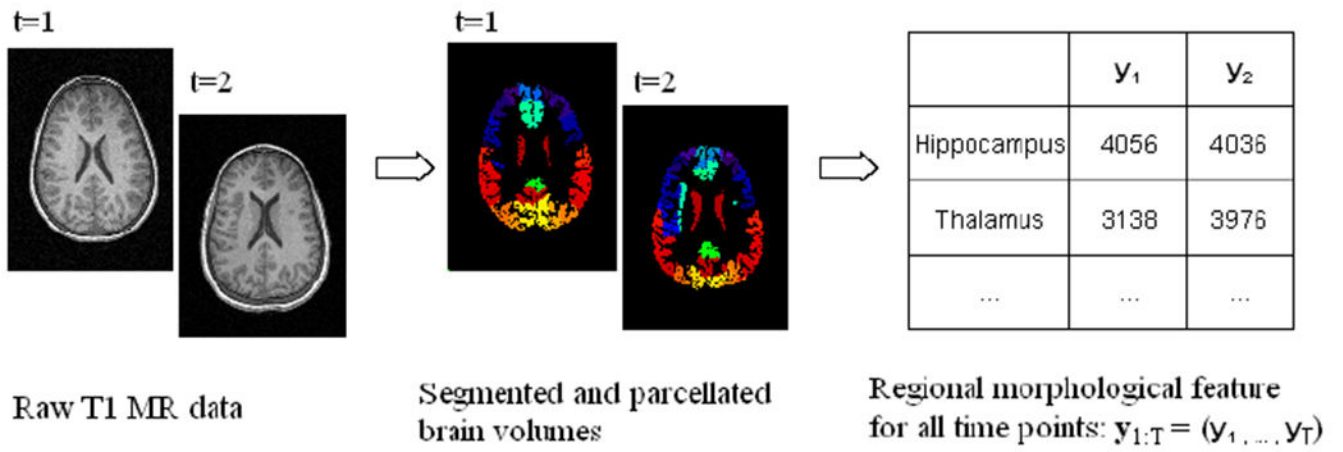 t=1
t=2
t=1
t=2
y₁ y₂
Hippocampus 4056 4036
Thalamus 3138 3976
... ... ...
Raw T1 MR data
Segmented and parcellated
brain volumes
Regional morphological feature
for all time points: y₁:T = (y₁, ..., yT)